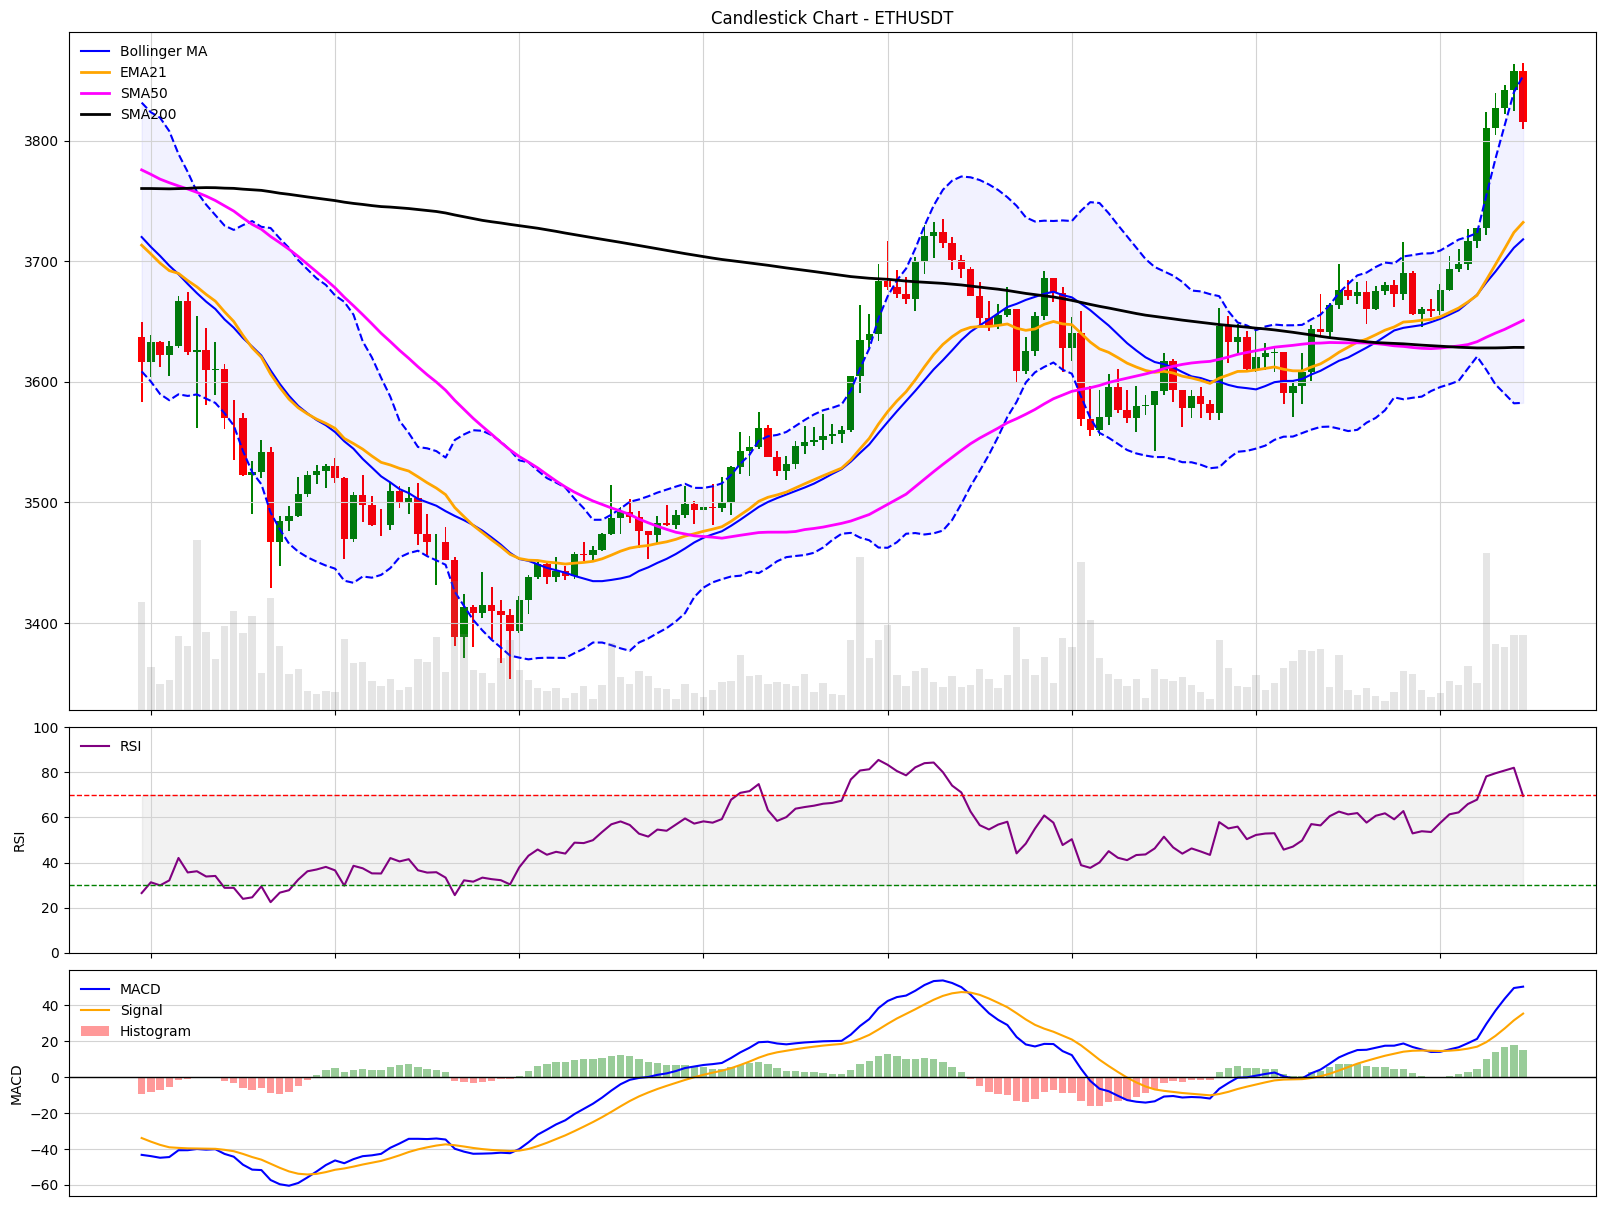 Candlestick Chart - ETHUSDT
Bollinger MA
EMA21
SMA50
SMA200
3800
3700
3600
3500
3400
RSI
100
80
60
40
20
0
RSI
MACD
Signal
Histogram
40
20
0
−20
−40
−60
MACD